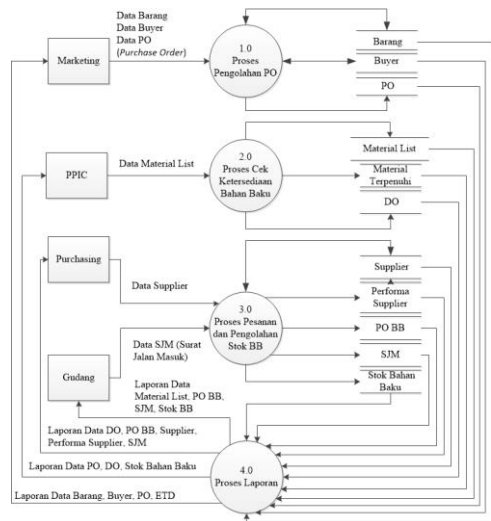 Data Barang
Data Buyer
Data PO
(Purchase Order)
Marketing
1.0
Proses
Pengolahan PO
Barang
Buyer
PO
PPIC
Data Material List
2.0
Proses Cek
Ketersediaan
Bahan Baku
Material List
Material
Terpenuhi
DO
Purchasing
Data Supplier
3.0
Proses Pesanan
dan Pengolahan
Stok BB
Supplier
Performa
Supplier
PO BB
SJM
Stok Bahan
Baku
Data SJM (Surat
Jalan Masuk)
Gudang
Laporan Data
Material List, PO BB,
SJM, Stok BB
Laporan Data DO, PO BB, Supplier,
Performa Supplier, SJM
Laporan Data PO, DO, Stok Bahan Baku
Laporan Data Barang, Buyer, PO, ETD
4.0
Proses Laporan